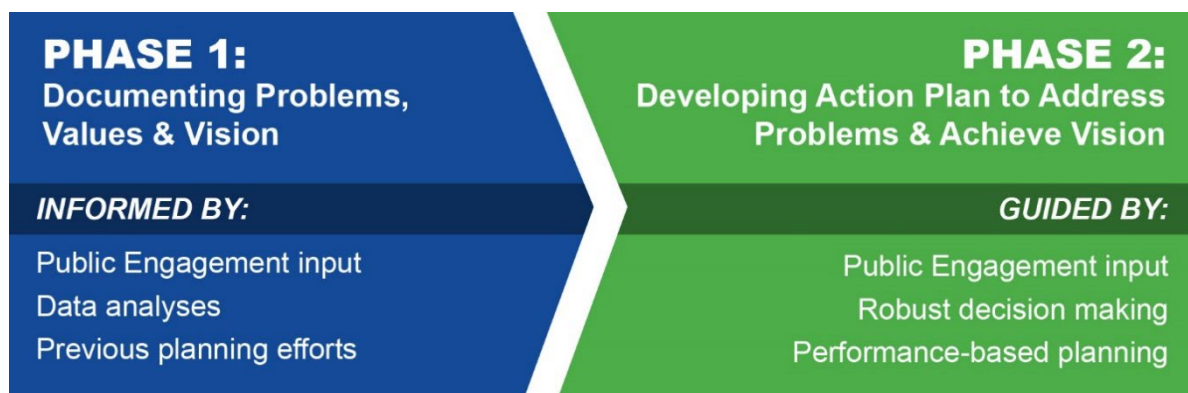 PHASE 1:
Documenting Problems,
Values & Vision
INFORMED BY:
Public Engagement input
Data analyses
Previous planning efforts
PHASE 2:
Developing Action Plan to Address
Problems & Achieve Vision
GUIDED BY:
Public Engagement input
Robust decision making
Performance-based planning